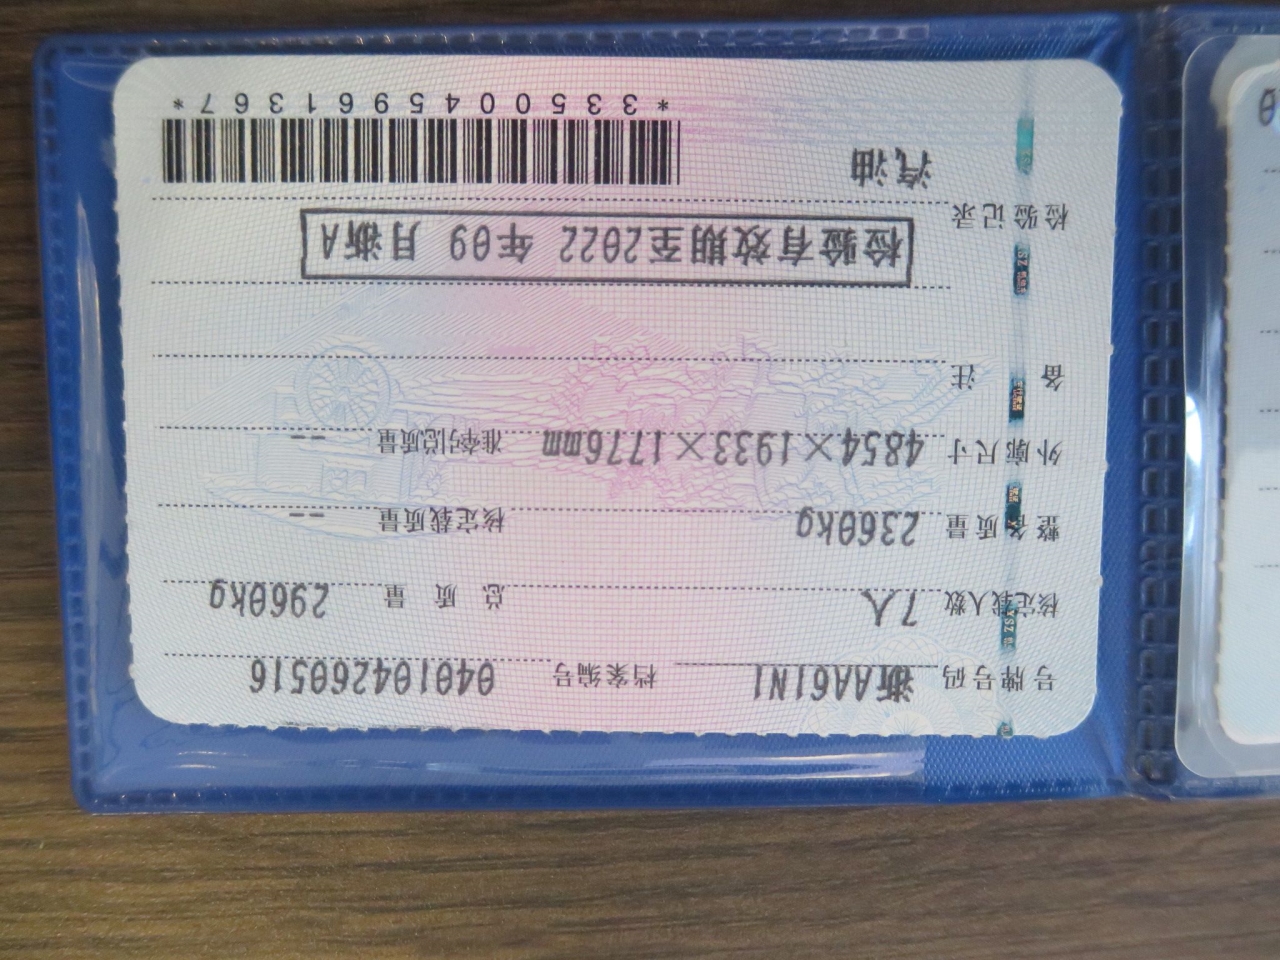 号牌号码 浙AA61N1 档案编号 040104260516
核定载人数 7人 总质量 2960kg
整备质量 2360kg 核定载质量 --
外廓尺寸 4854×1933×1776mm 准牵引总质量 --
备注
检验有效期至2022 年09 月浙A
检验记录
汽油
*3350045961367*